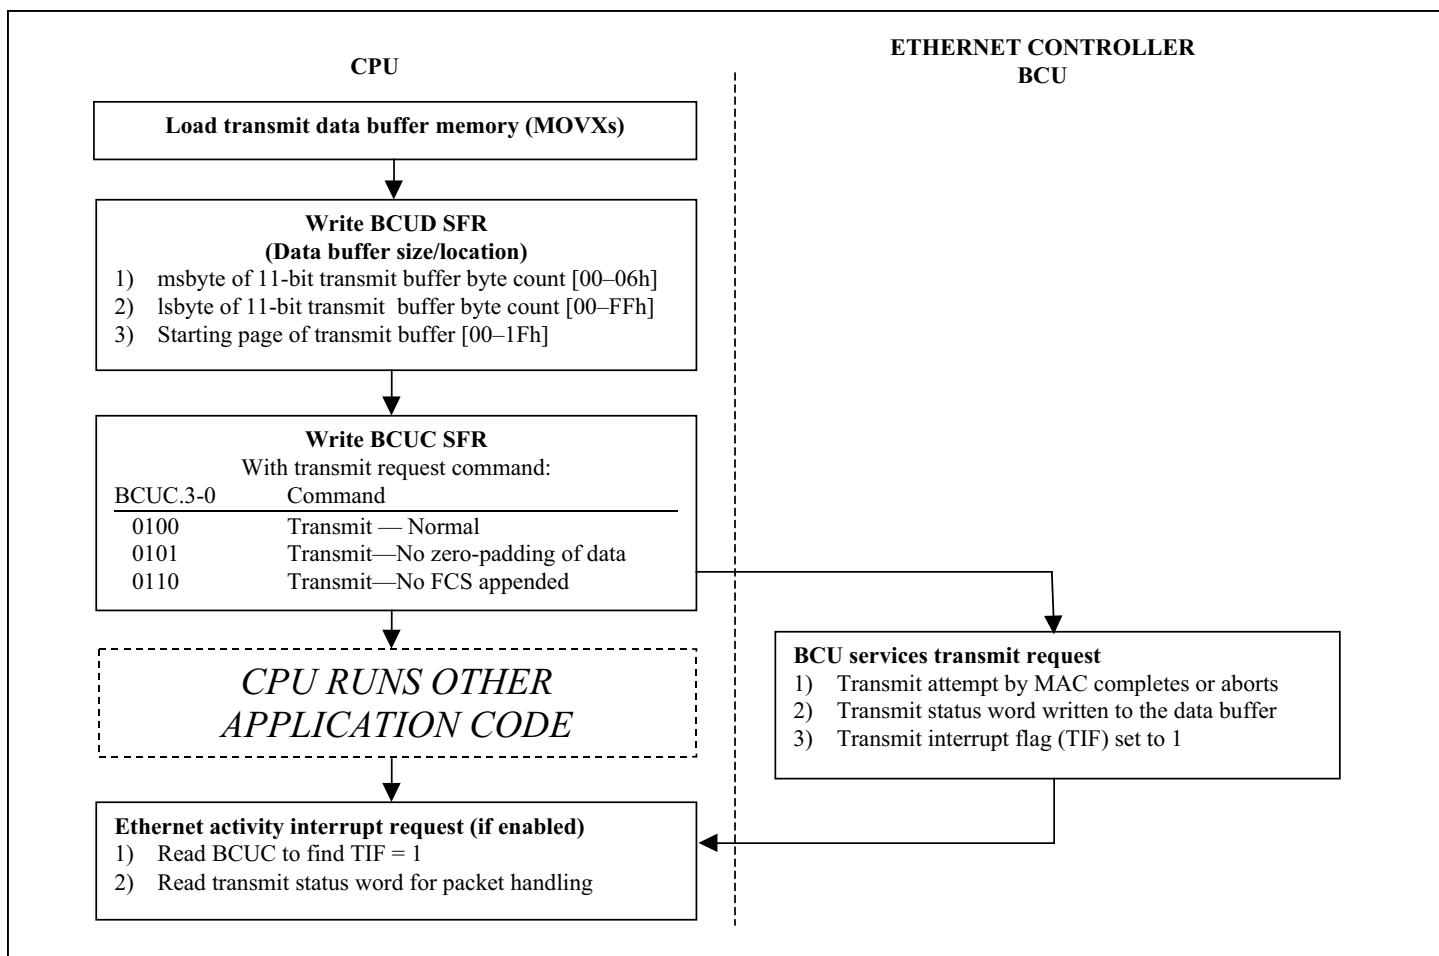 CPU
ETHERNET CONTROLLER
BCU
Load transmit data buffer memory (MOVXs)
Write BCUD SFR
(Data buffer size/location)
1) msbyte of 11-bit transmit buffer byte count [00–06h]
2) lsbyte of 11-bit transmit buffer byte count [00–FFh]
3) Starting page of transmit buffer [00–1Fh]
Write BCUC SFR
With transmit request command:
BCUC.3-0 Command
0100 Transmit — Normal
0101 Transmit—No zero-padding of data
0110 Transmit—No FCS appended
CPU RUNS OTHER
APPLICATION CODE
BCU services transmit request
1) Transmit attempt by MAC completes or aborts
2) Transmit status word written to the data buffer
3) Transmit interrupt flag (TIF) set to 1
Ethernet activity interrupt request (if enabled)
1) Read BCUC to find TIF = 1
2) Read transmit status word for packet handling